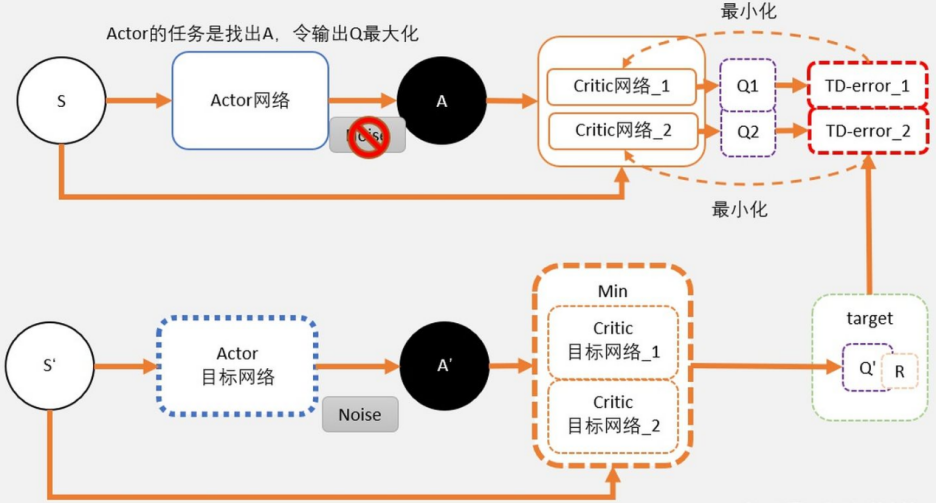 最小化
Actor的任务是找出A，令输出Q最大化
S
Actor网络
Noise
A
Critic网络_1
Critic网络_2
Q1
Q2
TD-error_1
TD-error_2
最小化
S‘
Actor
目标网络
Noise
A’
Min
Critic
目标网络_1
Critic
目标网络_2
target
Q'
R